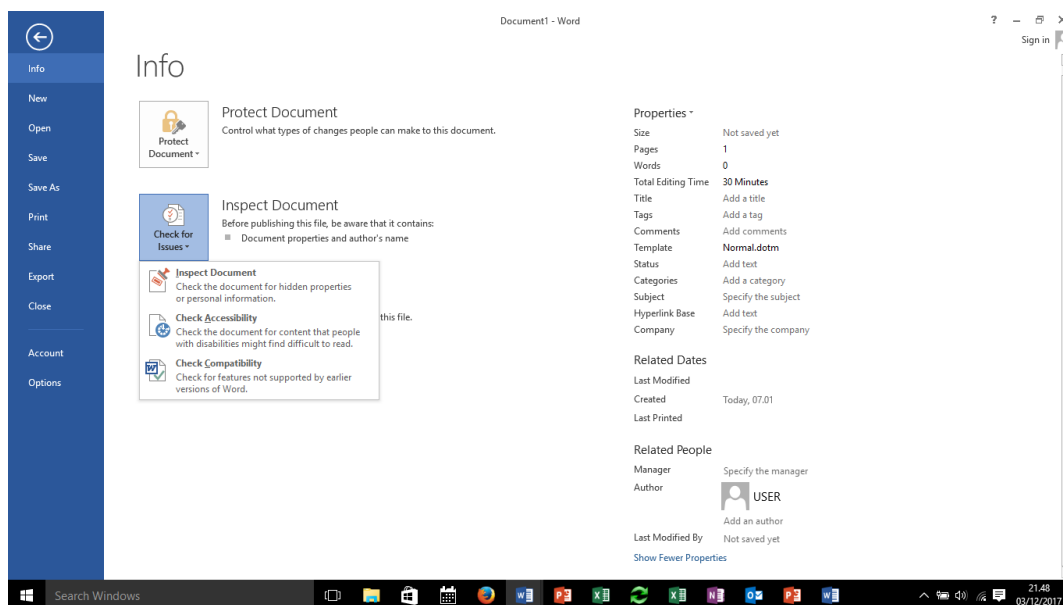 Document1 - Word
?
Sign in
Info
New
Open
Save
Save As
Print
Share
Export
Close
Account
Options
Info
Protect Document
Protect Document
Control what types of changes people can make to this document.
Check for Issues
Inspect Document
Before publishing this file, be aware that it contains:
Document properties and author's name
Inspect Document
Check the document for hidden properties
or personal information.
Check Accessibility
Check the document for content that people
with disabilities might find difficult to read.
Check Compatibility
Check for features not supported by earlier
versions of Word.
this file.
Properties
Size Not saved yet
Pages 1
Words 0
Total Editing Time 30 Minutes
Title Add a title
Tags Add a tag
Comments Add comments
Template Normal.dotm
Status Add text
Categories Add a category
Subject Specify the subject
Hyperlink Base Add text
Company Specify the company
Related Dates
Last Modified
Created Today, 07.01
Last Printed
Related People
Manager Specify the manager
Author USER
Add an author
Last Modified By Not saved yet
Show Fewer Properties
Search Windows
21.48
03/12/2017